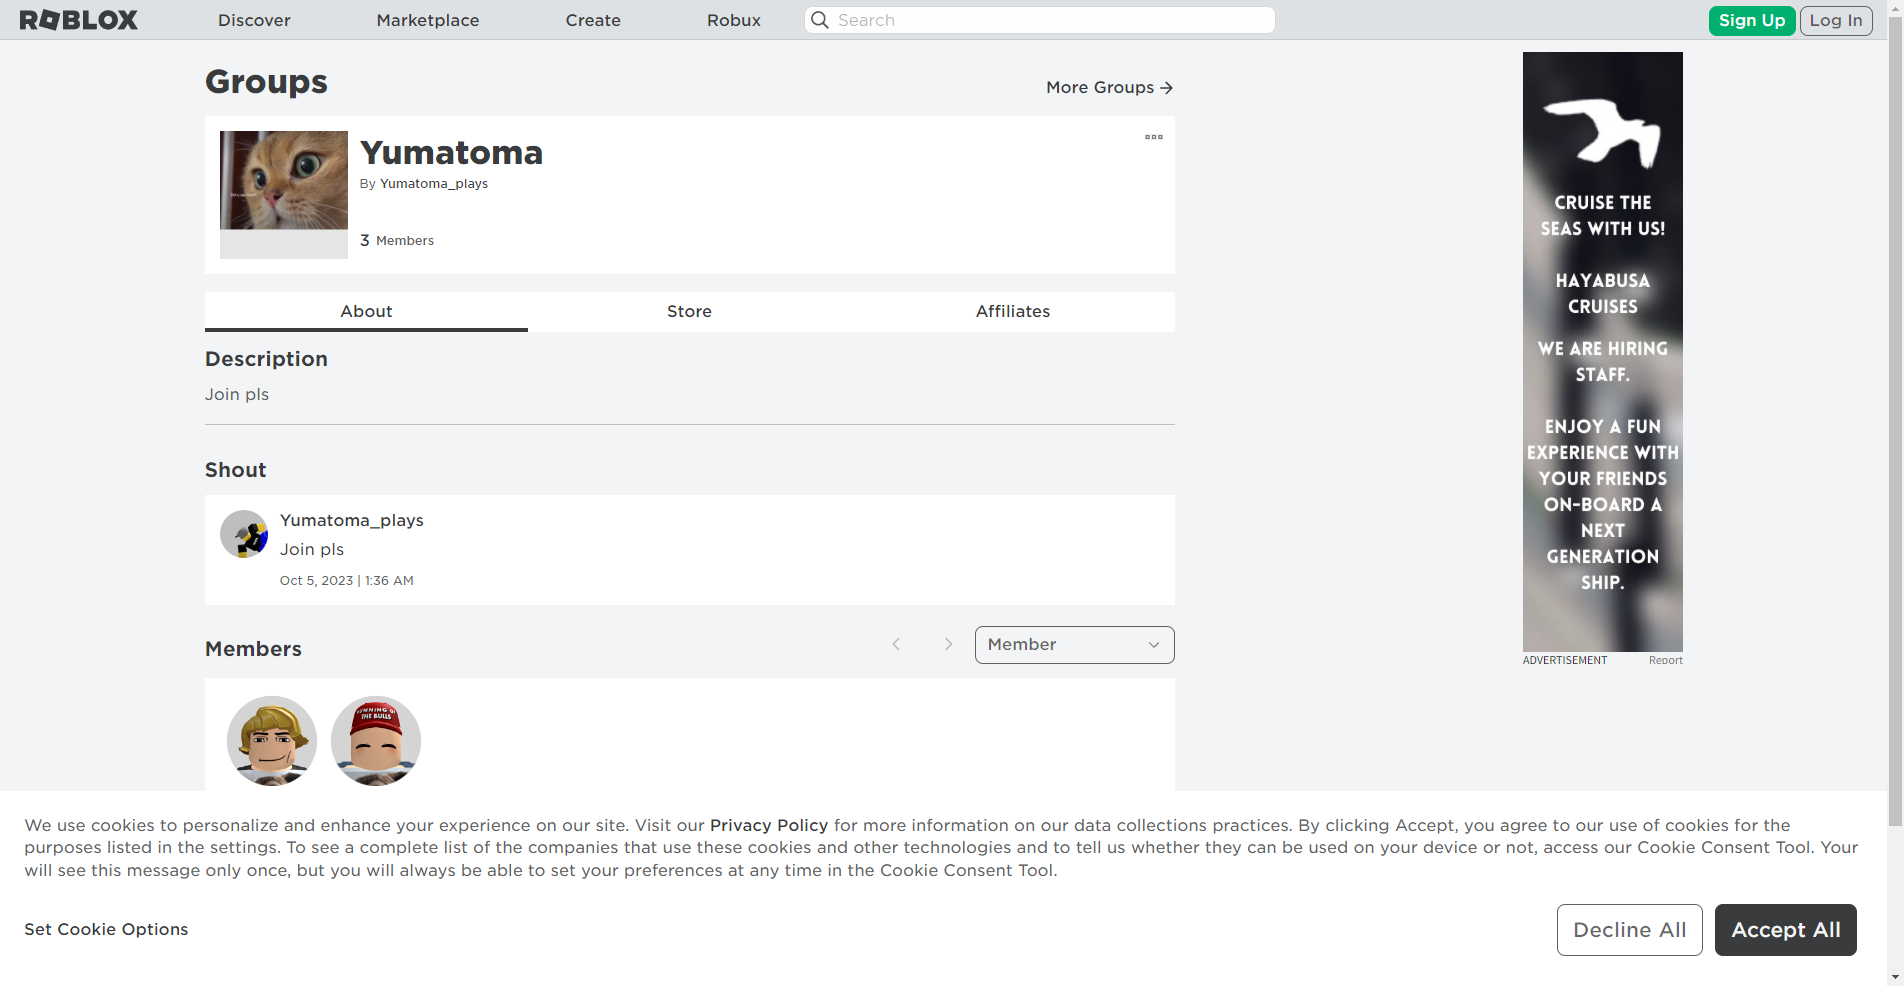 ROBLOX
Discover
Marketplace
Create
Robux
Search
Sign Up
Log In
Groups
More Groups
Yumatoma
By Yumatoma_plays
3 Members
About
Store
Affiliates
Description
Join pls
Shout
Yumatoma_plays
Join pls
Oct 5, 2023 | 1:36 AM
Members
Member
THE BULLS
CRUISE THE
SEAS WITH US!
HAYABUSA
CRUISES
WE ARE HIRING
STAFF.
ENJOY A FUN
EXPERIENCE WITH
YOUR FRIENDS
ON-BOARD A
NEXT
GENERATION
SHIP.
ADVERTISEMENT
Report
We use cookies to personalize and enhance your experience on our site. Visit our Privacy Policy for more information on our data collections practices. By clicking Accept, you agree to our use of cookies for the
purposes listed in the settings. To see a complete list of the companies that use these cookies and other technologies and to tell us whether they can be used on your device or not, access our Cookie Consent Tool. Your
will see this message only once, but you will always be able to set your preferences at any time in the Cookie Consent Tool.
Set Cookie Options
Decline All
Accept All